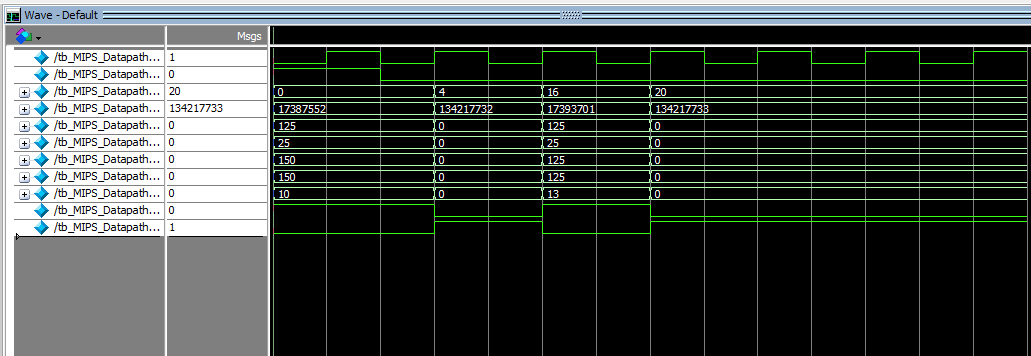 Wave - Default
Msgs
/tb_MIPS_Datapath... 1
/tb_MIPS_Datapath... 0
/tb_MIPS_Datapath... 20 0 4 16 20
/tb_MIPS_Datapath... 134217733 17387552 134217732 17393701 134217733
/tb_MIPS_Datapath... 0 125 0 125 0
/tb_MIPS_Datapath... 0 25 0 25 0
/tb_MIPS_Datapath... 0 150 0 125 0
/tb_MIPS_Datapath... 0 150 0 125 0
/tb_MIPS_Datapath... 0 10 0 13 0
/tb_MIPS_Datapath... 0
/tb_MIPS_Datapath... 1